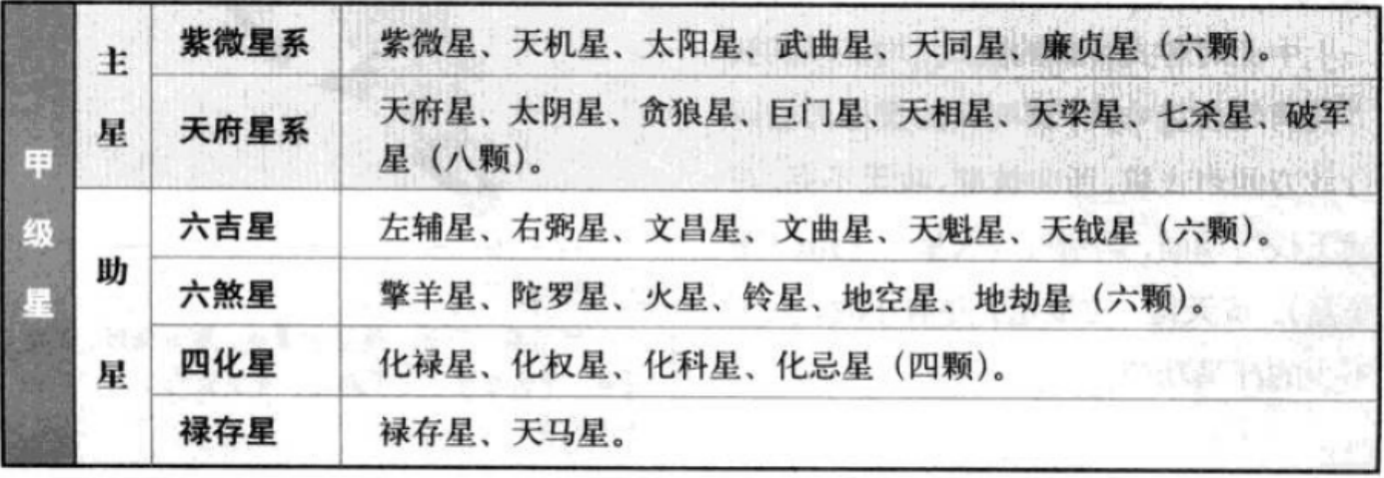 甲级星
主星
紫微星系
紫微星、天机星、太阳星、武曲星、天同星、廉贞星（六颗）。
天府星系
天府星、太阴星、贪狼星、巨门星、天相星、天梁星、七杀星、破军
星（八颗）。
助星
六吉星
左辅星、右弼星、文昌星、文曲星、天魁星、天钺星（六颗）。
六煞星
擎羊星、陀罗星、火星、铃星、地空星、地劫星（六颗）。
四化星
化禄星、化权星、化科星、化忌星（四颗）。
禄存星
禄存星、天马星。